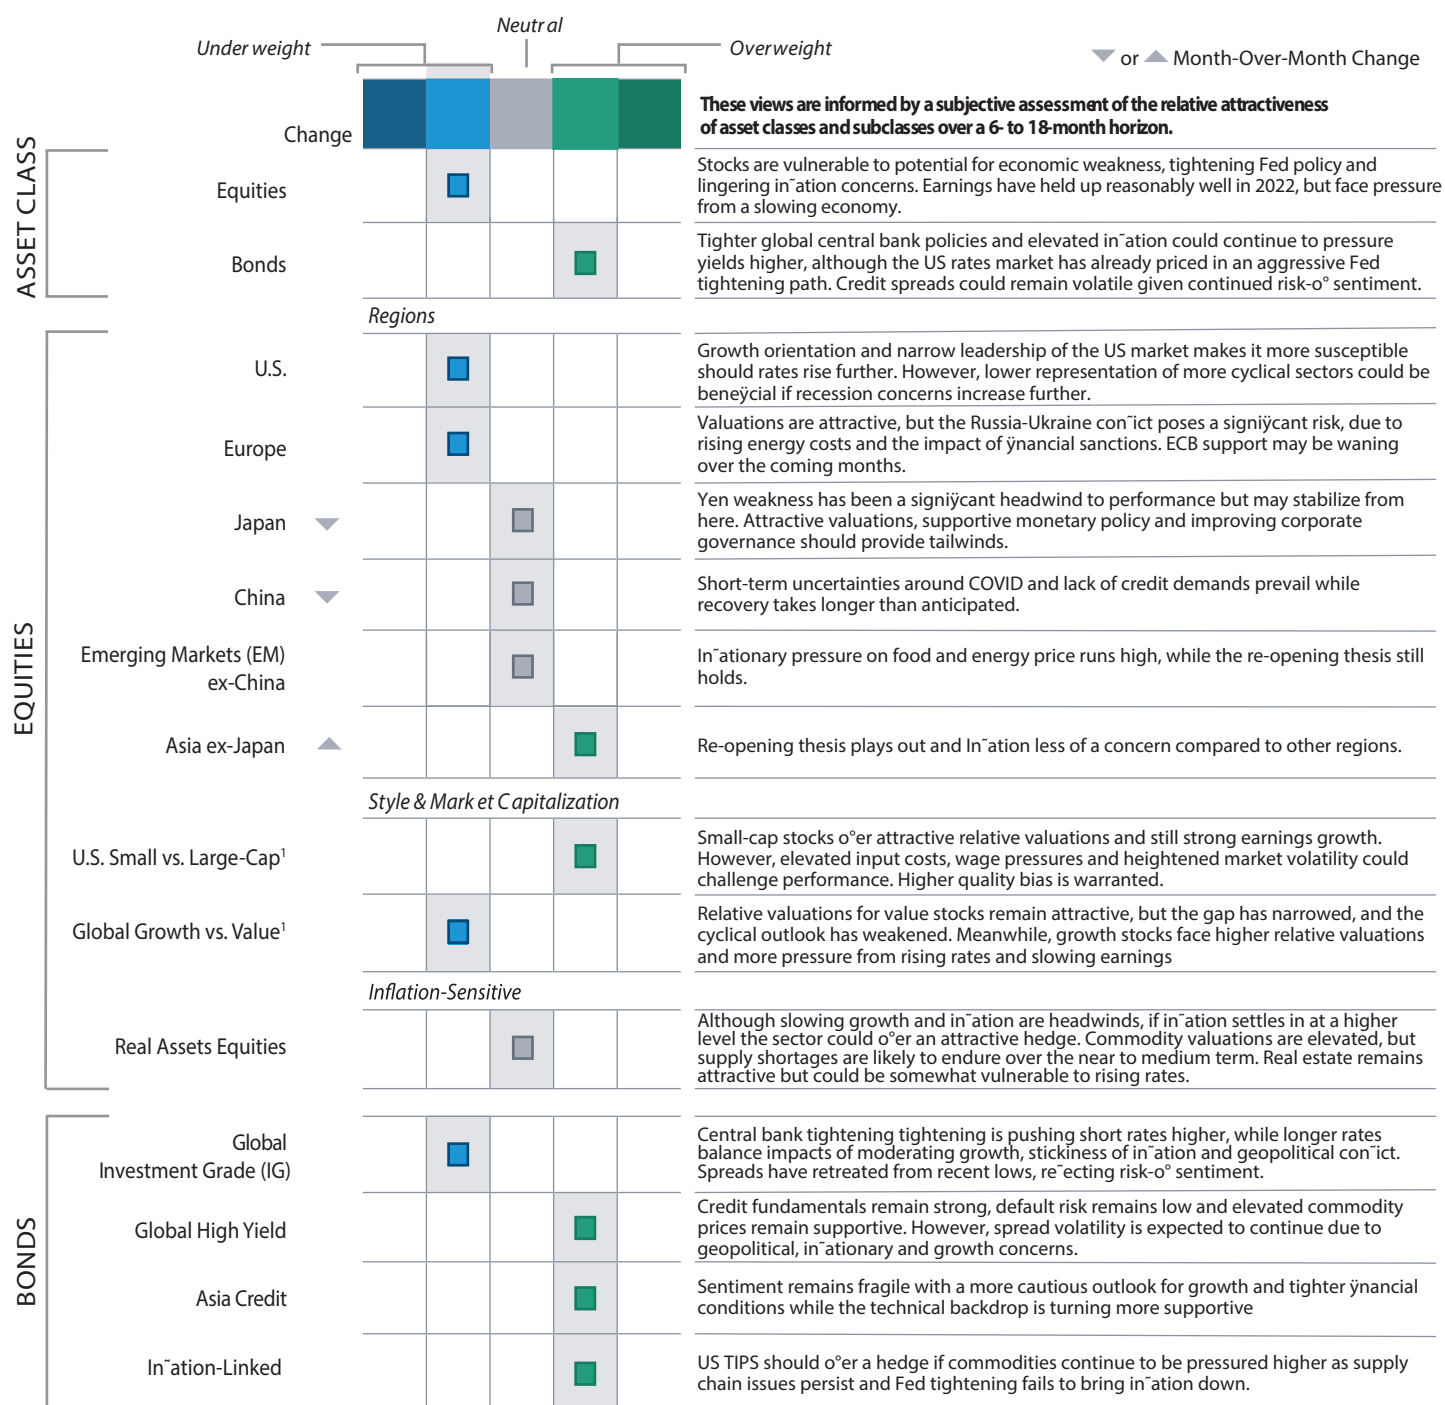 Neutral
Underweight
Overweight
or Month-Over-Month Change
Change
These views are informed by a subjective assessment of the relative attractiveness
of asset classes and subclasses over a 6- to 18-month horizon.
ASSET CLASS
Equities
Stocks are vulnerable to potential for economic weakness, tightening Fed policy and
lingering in˜ation concerns. Earnings have held up reasonably well in 2022, but face pressure
from a slowing economy.
Bonds
Tighter global central bank policies and elevated in˜ation could continue to pressure
yields higher, although the US rates market has already priced in an aggressive Fed
tightening path. Credit spreads could remain volatile given continued risk-o° sentiment.
EQUITIES
Regions
U.S.
Growth orientation and narrow leadership of the US market makes it more susceptible
should rates rise further. However, lower representation of more cyclical sectors could be
beneÿcial if recession concerns increase further.
Europe
Valuations are attractive, but the Russia-Ukraine con˜ict poses a signiÿcant risk, due to
rising energy costs and the impact of ÿnancial sanctions. ECB support may be waning
over the coming months.
Japan
Yen weakness has been a signiÿcant headwind to performance but may stabilize from
here. Attractive valuations, supportive monetary policy and improving corporate
governance should provide tailwinds.
China
Short-term uncertainties around COVID and lack of credit demands prevail while
recovery takes longer than anticipated.
Emerging Markets (EM)
ex-China
In˜ationary pressure on food and energy price runs high, while the re-opening thesis still
holds.
Asia ex-Japan
Re-opening thesis plays out and In˜ation less of a concern compared to other regions.
Style & Market Capitalization
U.S. Small vs. Large-Cap¹
Small-cap stocks o°er attractive relative valuations and still strong earnings growth.
However, elevated input costs, wage pressures and heightened market volatility could
challenge performance. Higher quality bias is warranted.
Global Growth vs. Value¹
Relative valuations for value stocks remain attractive, but the gap has narrowed, and the
cyclical outlook has weakened. Meanwhile, growth stocks face higher relative valuations
and more pressure from rising rates and slowing earnings
Inflation-Sensitive
Real Assets Equities
Although slowing growth and in˜ation are headwinds, if in˜ation settles in at a higher
level the sector could o°er an attractive hedge. Commodity valuations are elevated, but
supply shortages are likely to endure over the near to medium term. Real estate remains
attractive but could be somewhat vulnerable to rising rates.
BONDS
Global
Investment Grade (IG)
Central bank tightening tightening is pushing short rates higher, while longer rates
balance impacts of moderating growth, stickiness of in˜ation and geopolitical con˜ict.
Spreads have retreated from recent lows, re˜ecting risk-o° sentiment.
Global High Yield
Credit fundamentals remain strong, default risk remains low and elevated commodity
prices remain supportive. However, spread volatility is expected to continue due to
geopolitical, in˜ationary and growth concerns.
Asia Credit
Sentiment remains fragile with a more cautious outlook for growth and tighter ÿnancial
conditions while the technical backdrop is turning more supportive
In˜ation-Linked
US TIPS should o°er a hedge if commodities continue to be pressured higher as supply
chain issues persist and Fed tightening fails to bring in˜ation down.